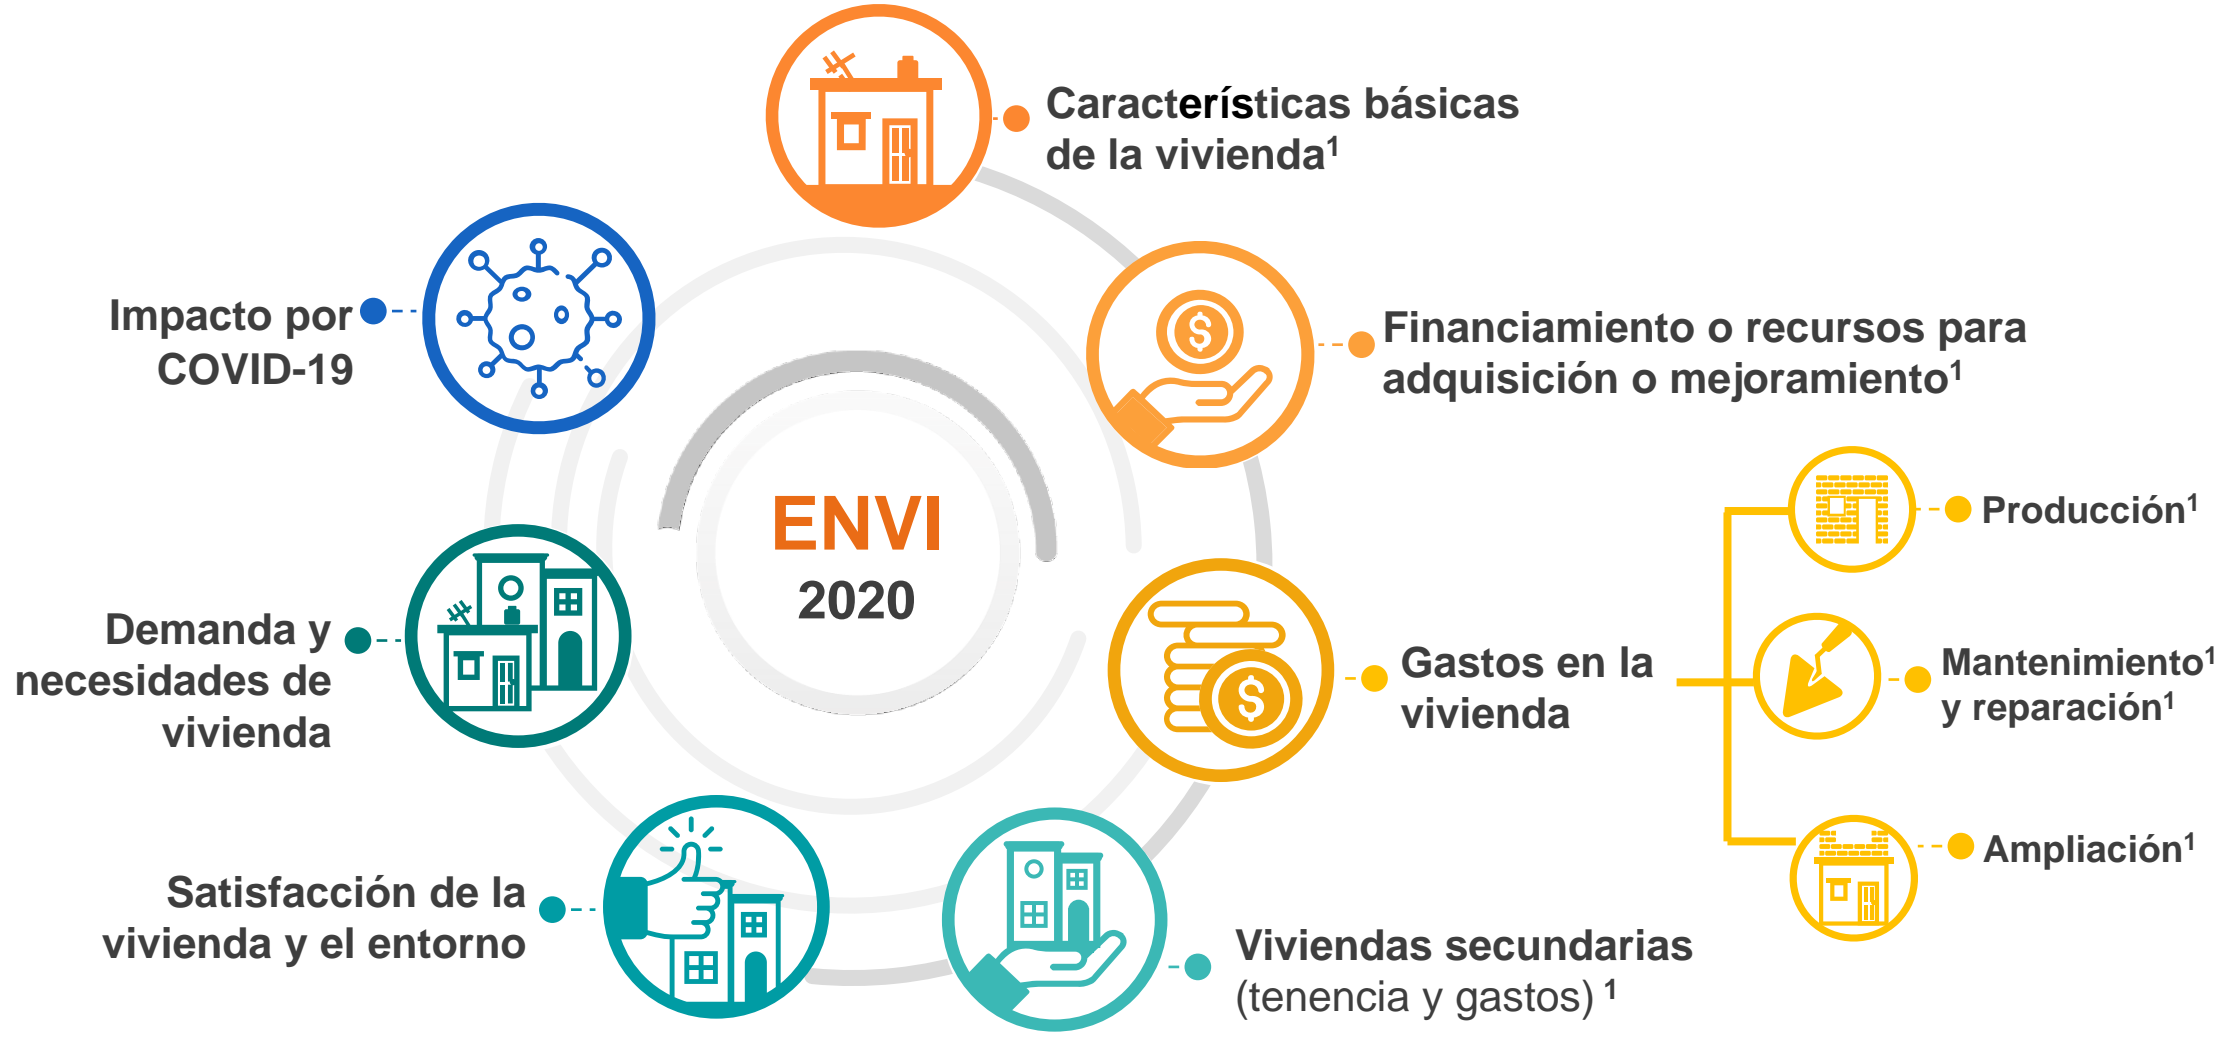 ENVI
2020
Características básicas
de la vivienda¹
Financiamiento o recursos para
adquisición o mejoramiento¹
Gastos en la
vivienda
Producción¹
Mantenimiento¹
y reparación¹
Ampliación¹
Viviendas secundarias
(tenencia y gastos) ¹
Satisfacción de la
vivienda y el entorno
Demanda y
necesidades de
vivienda
Impacto por
COVID-19
$
$